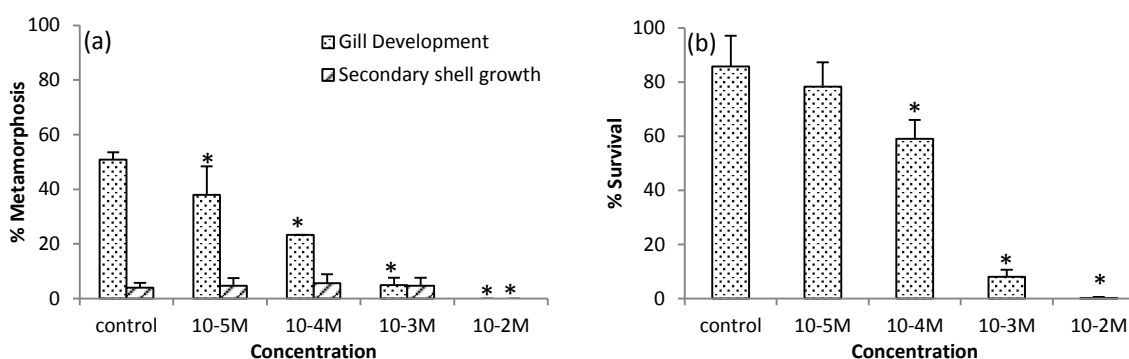 (a)
Gill Development
Secondary shell growth
% Metamorphosis
100
80
60
40
20
0
*
*
*
* *
control 10-5M 10-4M 10-3M 10-2M
Concentration
(b)
% Survival
100
80
60
40
20
0
*
*
*
control 10-5M 10-4M 10-3M 10-2M
Concentration